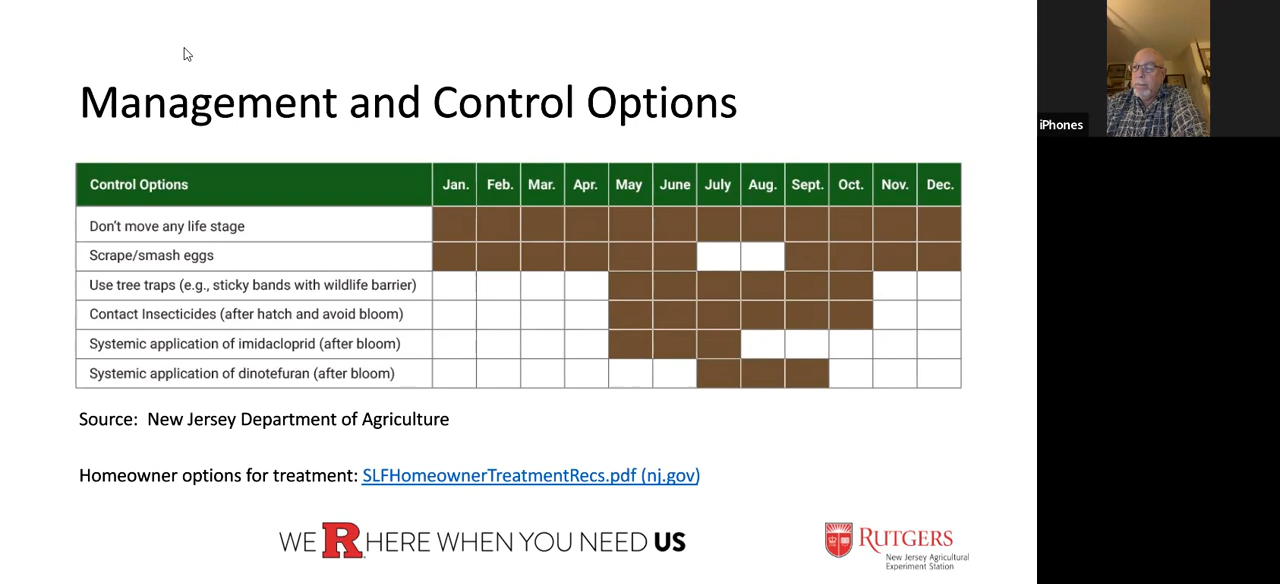 Management and Control Options
iPhones
Control Options Jan. Feb. Mar. Apr. May June July Aug. Sept. Oct. Nov. Dec.
Don't move any life stage
Scrape/smash eggs
Use tree traps (e.g., sticky bands with wildlife barrier)
Contact Insecticides (after hatch and avoid bloom)
Systemic application of imidacloprid (after bloom)
Systemic application of dinotefuran (after bloom)
Source: New Jersey Department of Agriculture
Homeowner options for treatment: SLFHomeownerTreatmentRecs.pdf (nj.gov)
WE R HERE WHEN YOU NEED US
RUTGERS
New Jersey Agricultural
Experiment Station